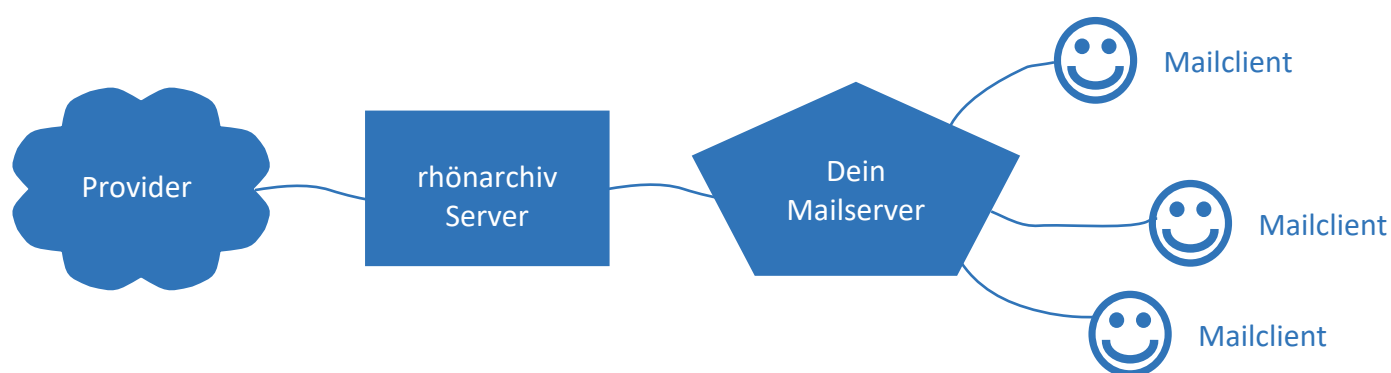 Provider
rhönarchiv
Server
Dein
Mailserver
Mailclient
Mailclient
Mailclient